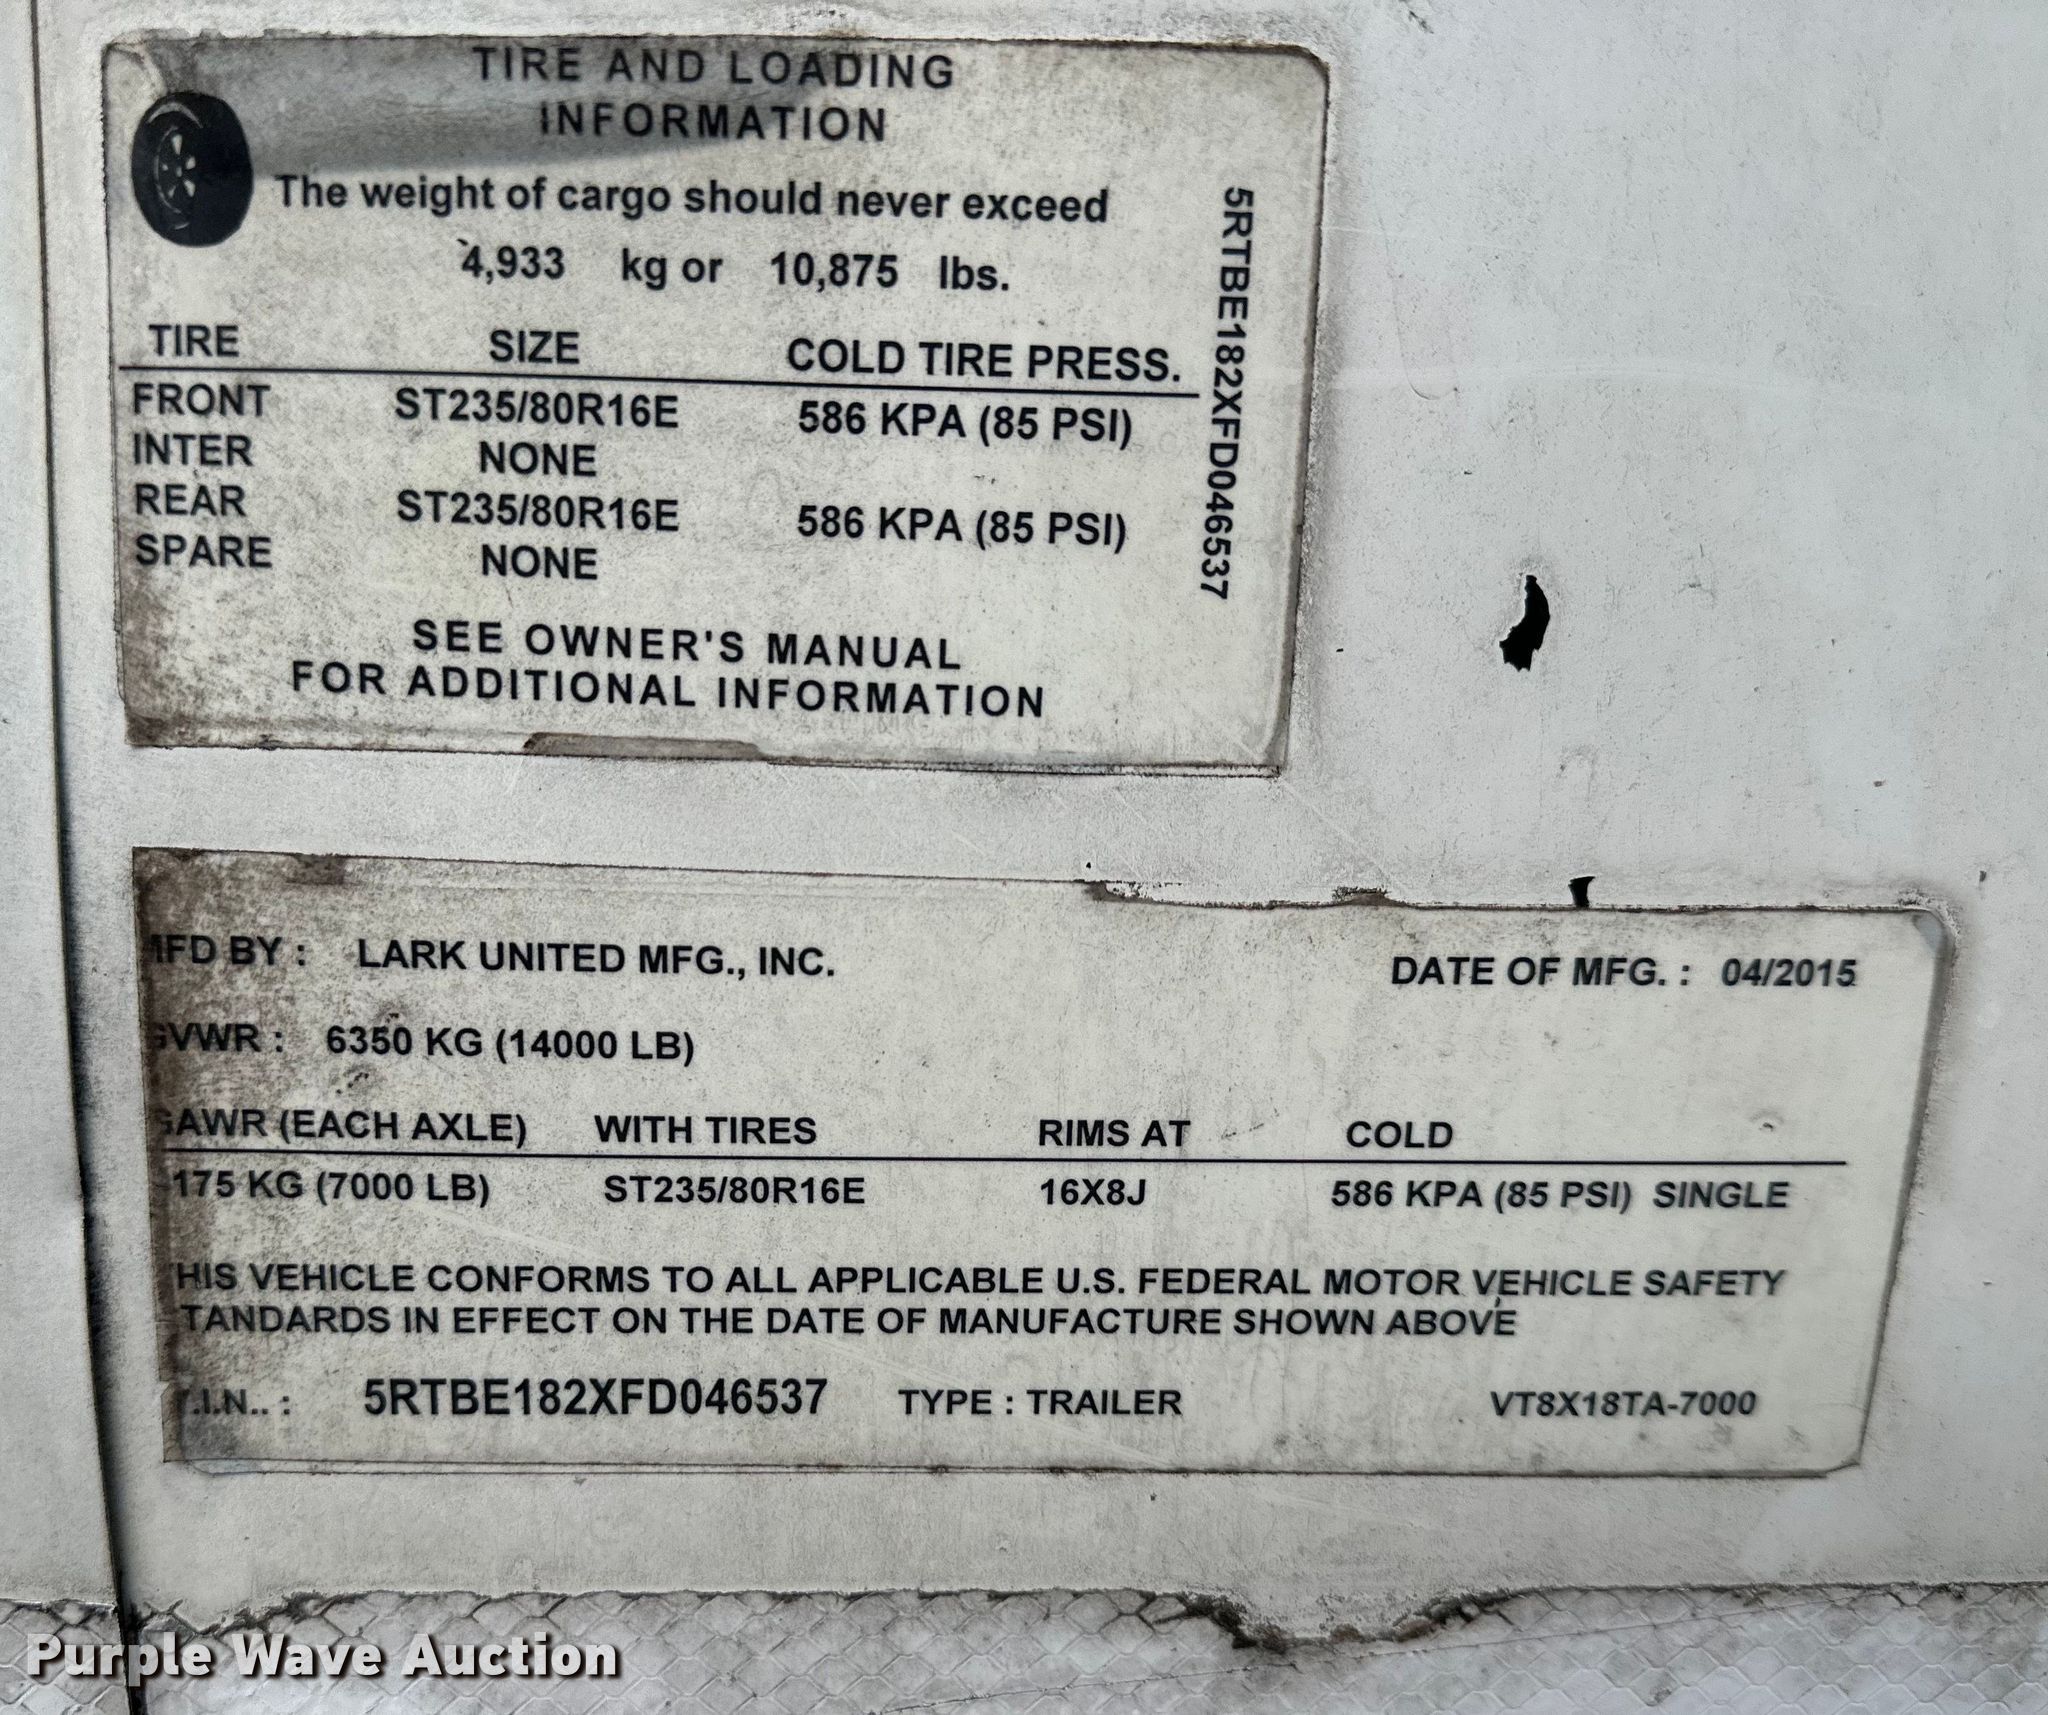 TIRE AND LOADING
INFORMATION
The weight of cargo should never exceed
4,933 kg or 10,875 lbs.
TIRE SIZE COLD TIRE PRESS.
FRONT ST235/80R16E 586 KPA (85 PSI)
INTER NONE
REAR ST235/80R16E 586 KPA (85 PSI)
SPARE NONE
SEE OWNER'S MANUAL
FOR ADDITIONAL INFORMATION
5RTBE182XFD046537
MFD BY : LARK UNITED MFG., INC. DATE OF MFG. : 04/2015
GVWR : 6350 KG (14000 LB)
GAWR (EACH AXLE) WITH TIRES RIMS AT COLD
175 KG (7000 LB) ST235/80R16E 16X8J 586 KPA (85 PSI) SINGLE
THIS VEHICLE CONFORMS TO ALL APPLICABLE U.S. FEDERAL MOTOR VEHICLE SAFETY
TANDARDS IN EFFECT ON THE DATE OF MANUFACTURE SHOWN ABOVE
.I.N.. : 5RTBE182XFD046537 TYPE : TRAILER VT8X18TA-7000
Purple Wave Auction